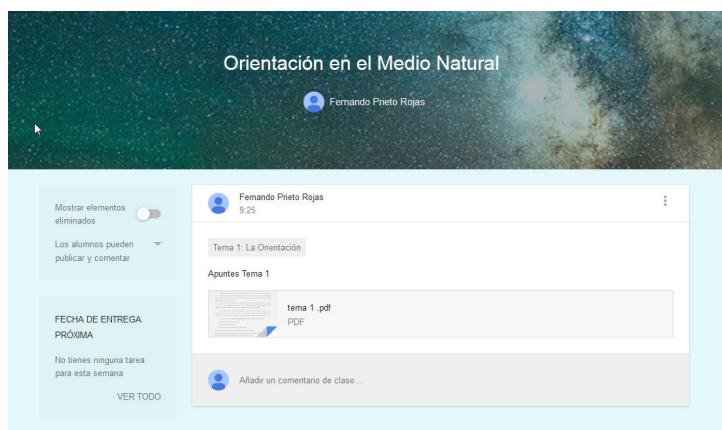 Orientación en el Medio Natural
Fernando Prieto Rojas
Mostrar elementos
eliminados
Los alumnos pueden
publicar y comentar
FECHA DE ENTREGA
PRÓXIMA
No tienes ninguna tarea
para esta semana
VER TODO
Fernando Prieto Rojas
9:25
Tema 1: La Orientación
Apuntes Tema 1
tema 1 .pdf
PDF
Añadir un comentario de clase...